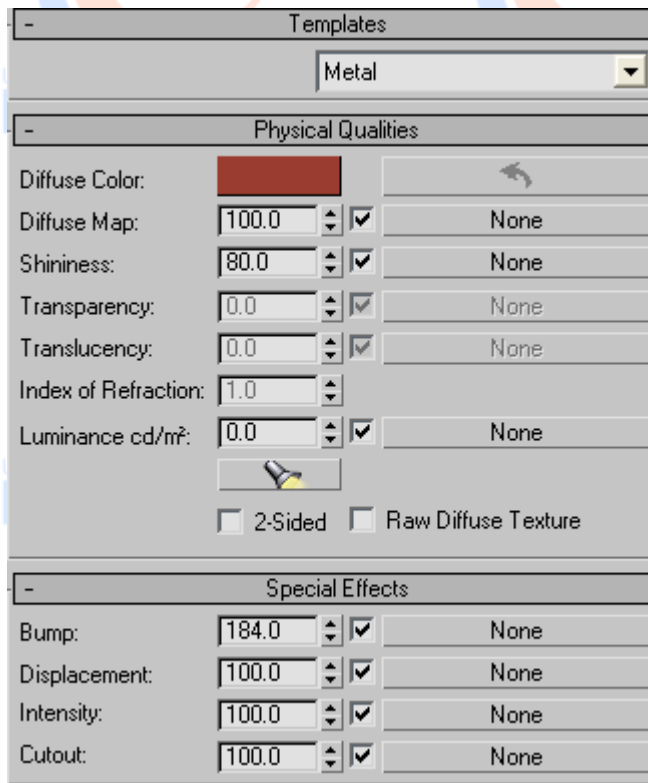 - Templates
Metal
- Physical Qualities
Diffuse Color:
Diffuse Map: 100.0 None
Shininess: 80.0 None
Transparency: 0.0 None
Translucency: 0.0 None
Index of Refraction: 1.0
Luminance cd/m²: 0.0 None
2-Sided Raw Diffuse Texture
- Special Effects
Bump: 184.0 None
Displacement: 100.0 None
Intensity: 100.0 None
Cutout: 100.0 None